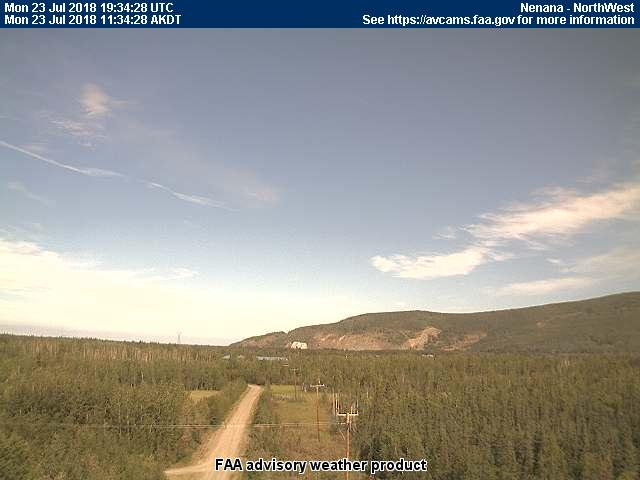 Mon 23 Jul 2018 19:34:28 UTC
Nenana - NorthWest
Mon 23 Jul 2018 11:34:28 AKDT
See https://avcams.faa.gov for more information
FAA advisory weather product